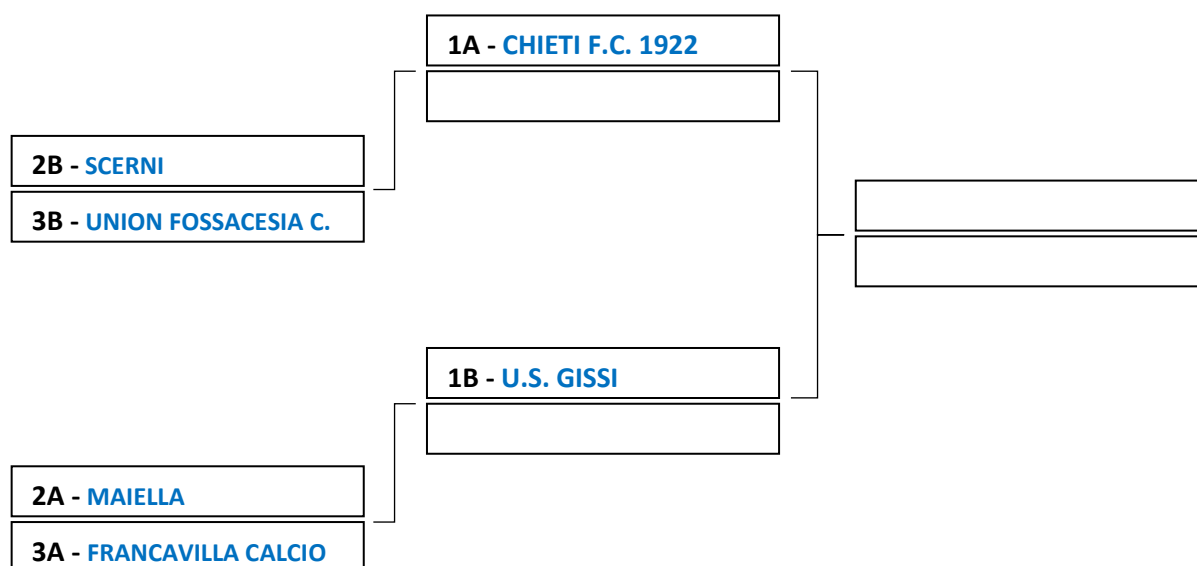 1A - CHIETI F.C. 1922
2B - SCERNI
3B - UNION FOSSACESIA C.
1B - U.S. GISSI
2A - MAIELLA
3A - FRANCAVILLA CALCIO